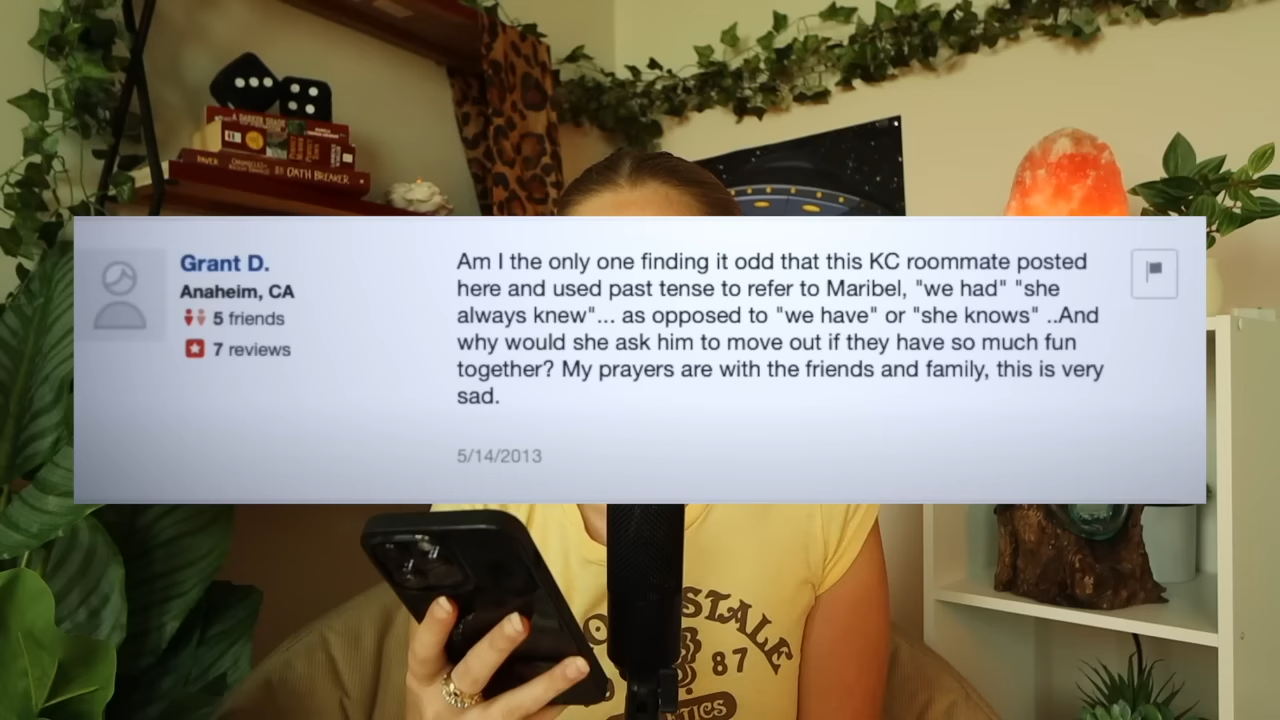 A DARKER SHADE
PAVER
CHRONICLES
OATH BREAKER
Grant D.
Anaheim, CA
5 friends
7 reviews
Am I the only one finding it odd that this KC roommate posted
here and used past tense to refer to Maribel, "we had" "she
always knew"... as opposed to "we have" or "she knows" ..And
why would she ask him to move out if they have so much fun
together? My prayers are with the friends and family, this is very
sad.
5/14/2013
STALE
87